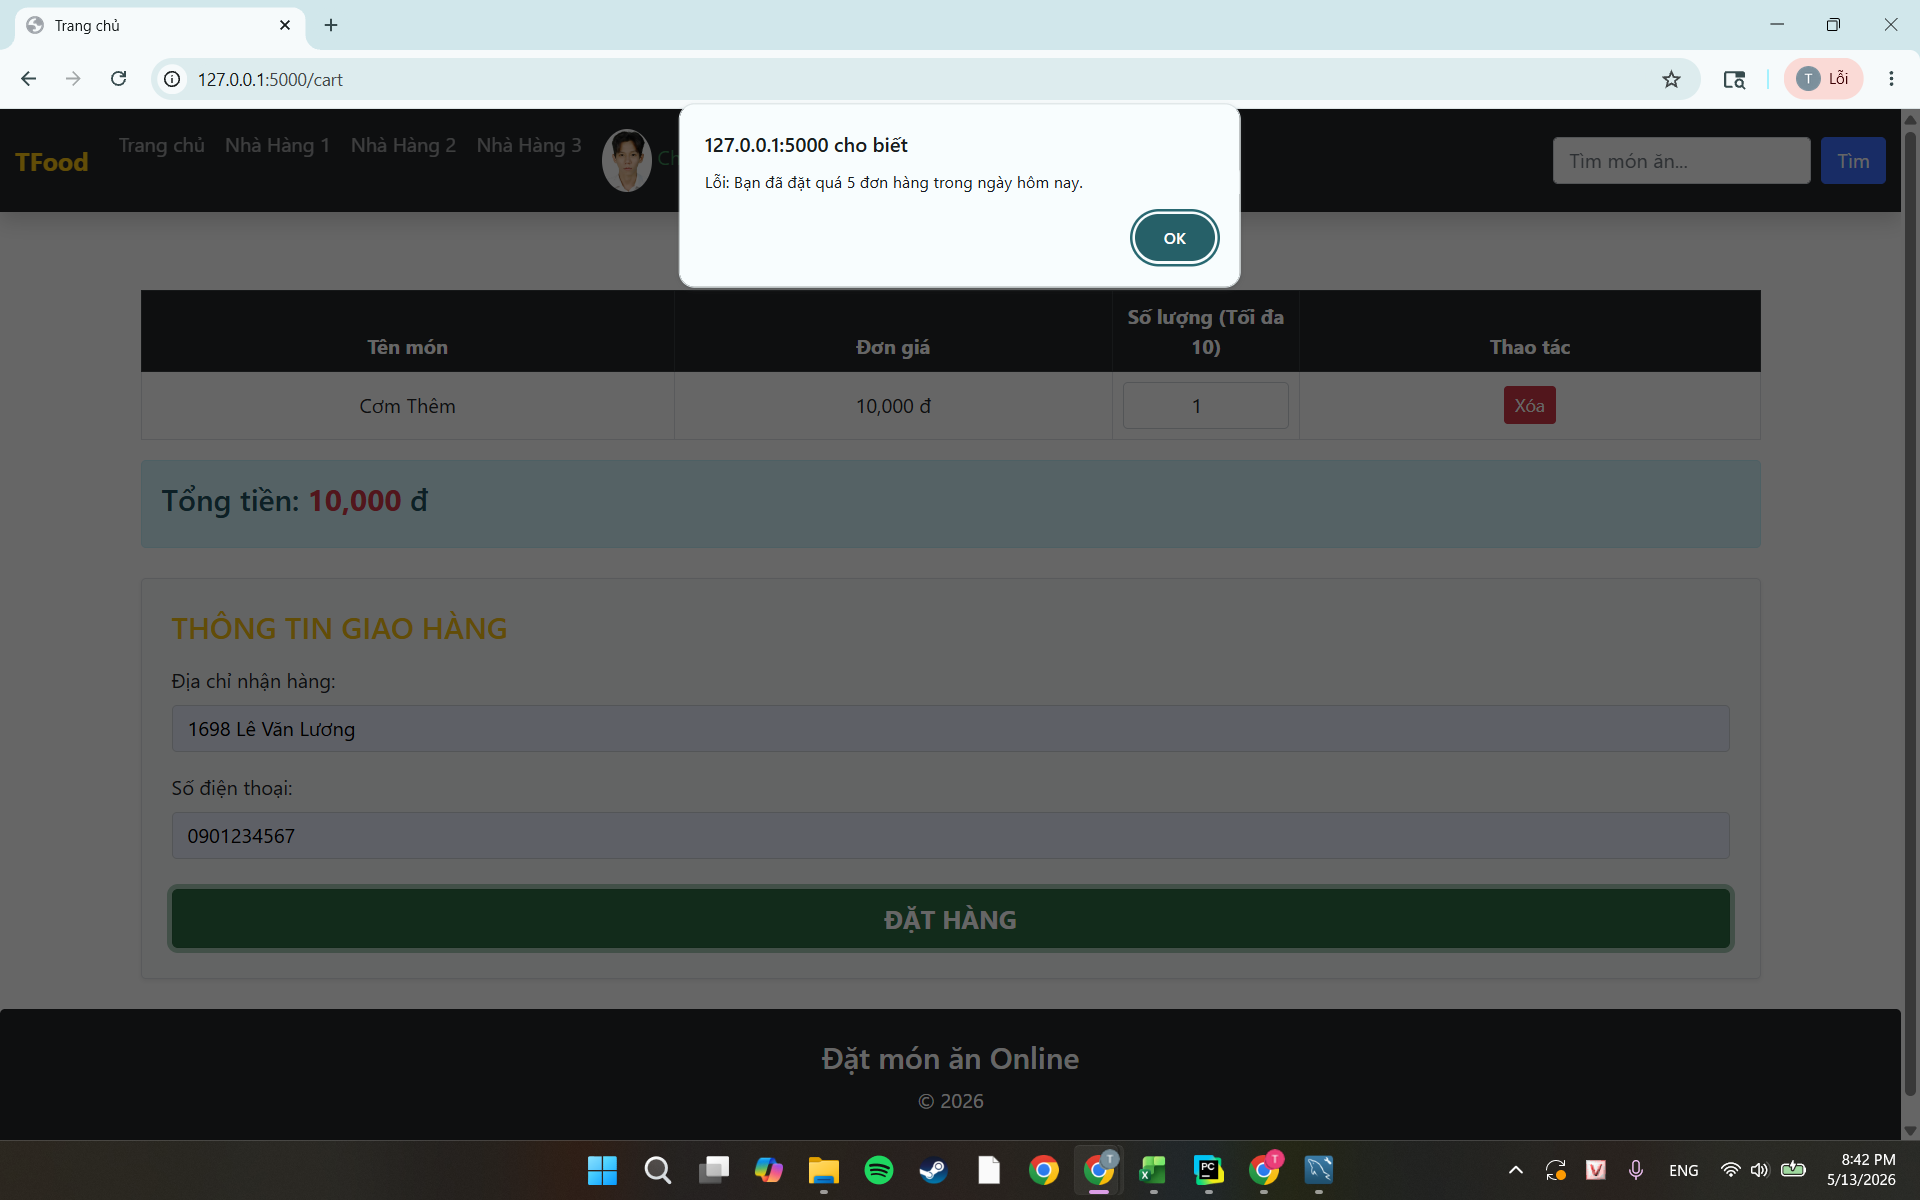 Trang chủ
127.0.0.1:5000/cart
T Lỗi
TFood
Trang chủ
Nhà Hàng 1
Nhà Hàng 2
Nhà Hàng 3
127.0.0.1:5000 cho biết
Lỗi: Bạn đã đặt quá 5 đơn hàng trong ngày hôm nay.
OK
Tìm món ăn...
Tìm
Tên món
Đơn giá
Số lượng (Tối đa
10)
Thao tác
Cơm Thêm
10,000 đ
1
Xóa
Tổng tiền: 10,000 đ
THÔNG TIN GIAO HÀNG
Địa chỉ nhận hàng:
1698 Lê Văn Lương
Số điện thoại:
0901234567
ĐẶT HÀNG
Đặt món ăn Online
© 2026
ENG
8:42 PM
5/13/2026